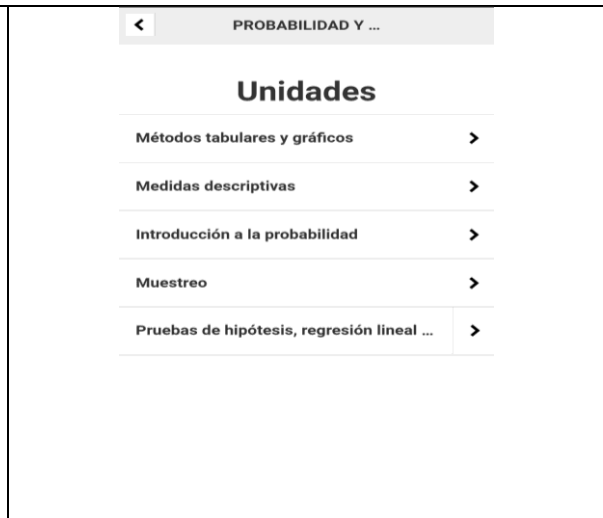 PROBABILIDAD Y ...
Unidades
Métodos tabulares y gráficos
Medidas descriptivas
Introducción a la probabilidad
Muestreo
Pruebas de hipótesis, regresión lineal ...